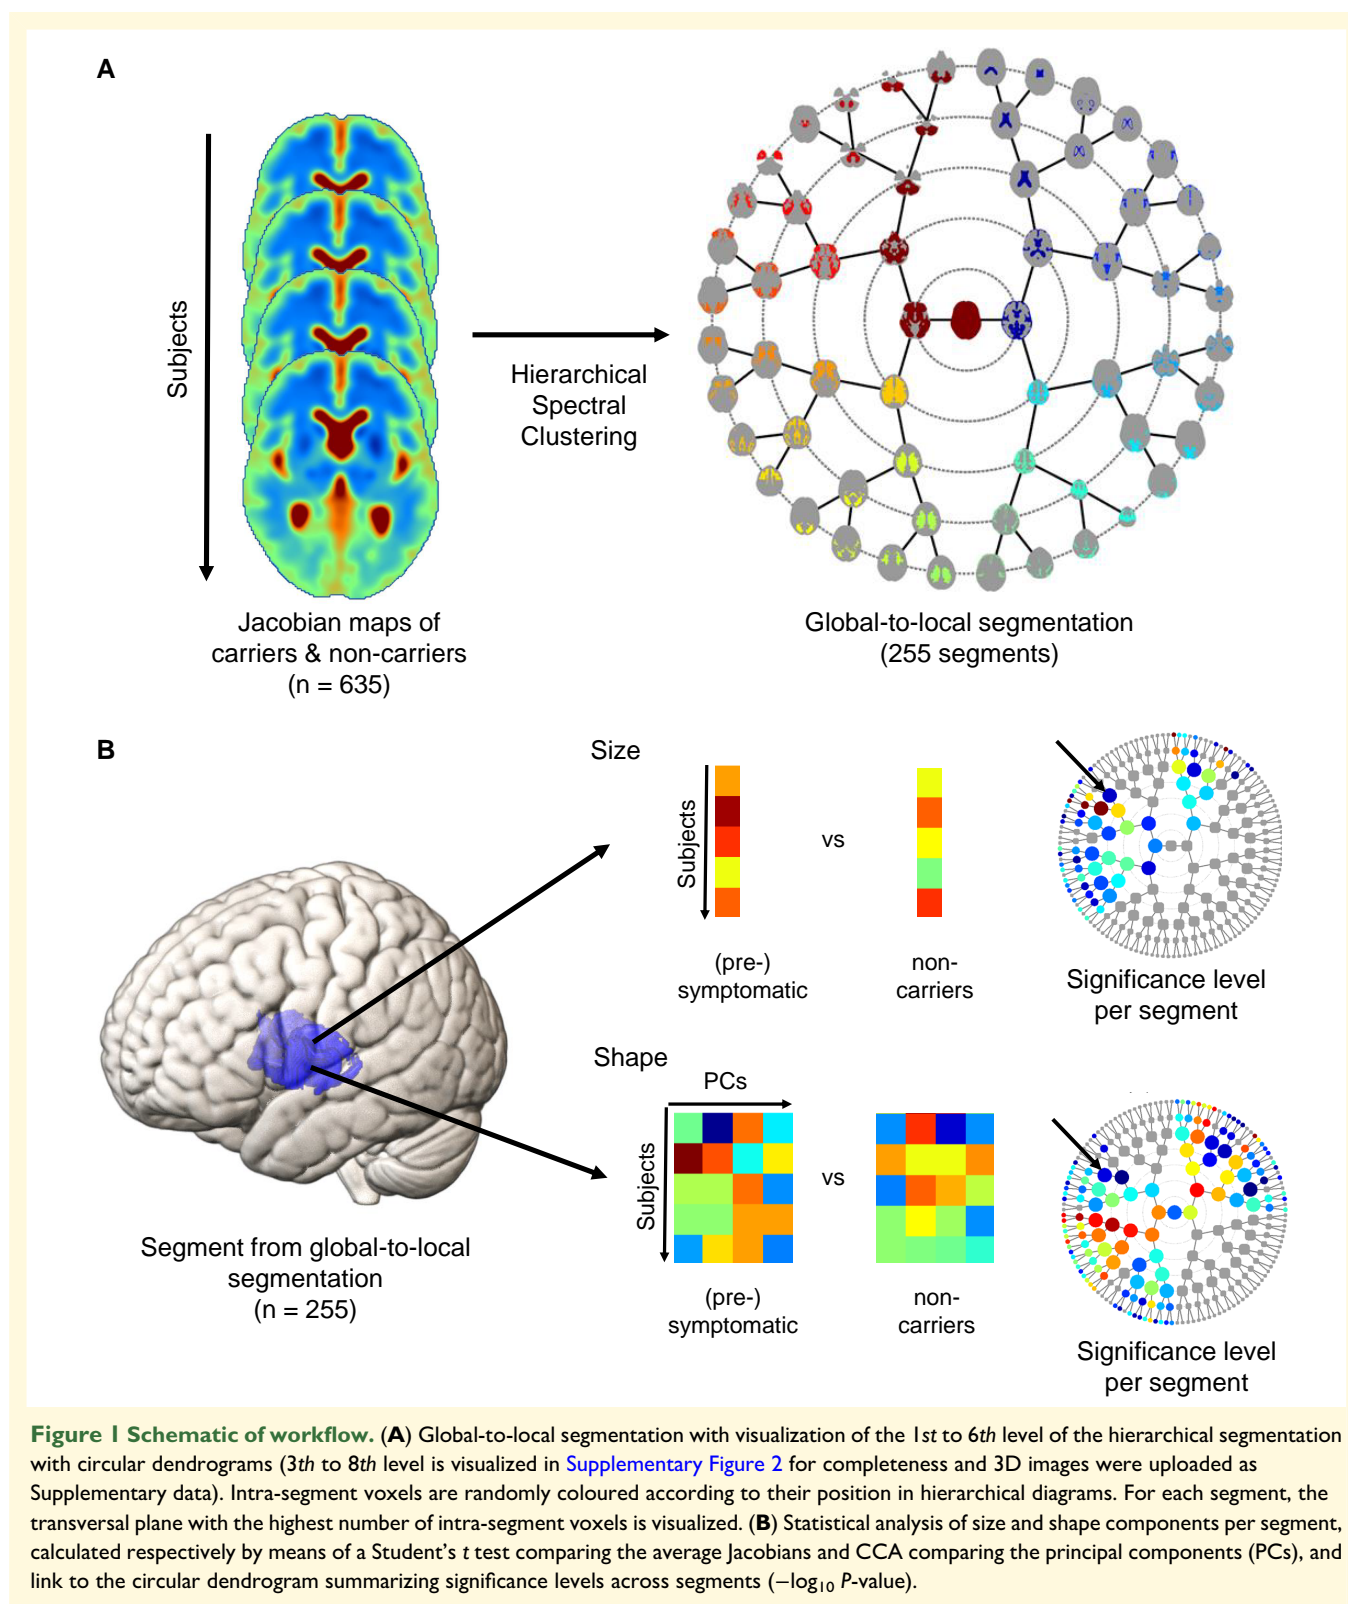 A
Subjects
Hierarchical
Spectral
Clustering
Jacobian maps of
carriers & non-carriers
(n = 635)
Global-to-local segmentation
(255 segments)
B
Size
Subjects
vs
(pre-)
symptomatic
non-
carriers
Significance level
per segment
Shape
PCs
Subjects
vs
(pre-)
symptomatic
non-
carriers
Significance level
per segment
Segment from global-to-local
segmentation
(n = 255)
Figure 1 Schematic of workflow. (A) Global-to-local segmentation with visualization of the 1st to 6th level of the hierarchical segmentation
with circular dendrograms (3th to 8th level is visualized in Supplementary Figure 2 for completeness and 3D images were uploaded as
Supplementary data). Intra-segment voxels are randomly coloured according to their position in hierarchical diagrams. For each segment, the
transversal plane with the highest number of intra-segment voxels is visualized. (B) Statistical analysis of size and shape components per segment,
calculated respectively by means of a Student's t test comparing the average Jacobians and CCA comparing the principal components (PCs), and
link to the circular dendrogram summarizing significance levels across segments (−log₁₀ P-value).